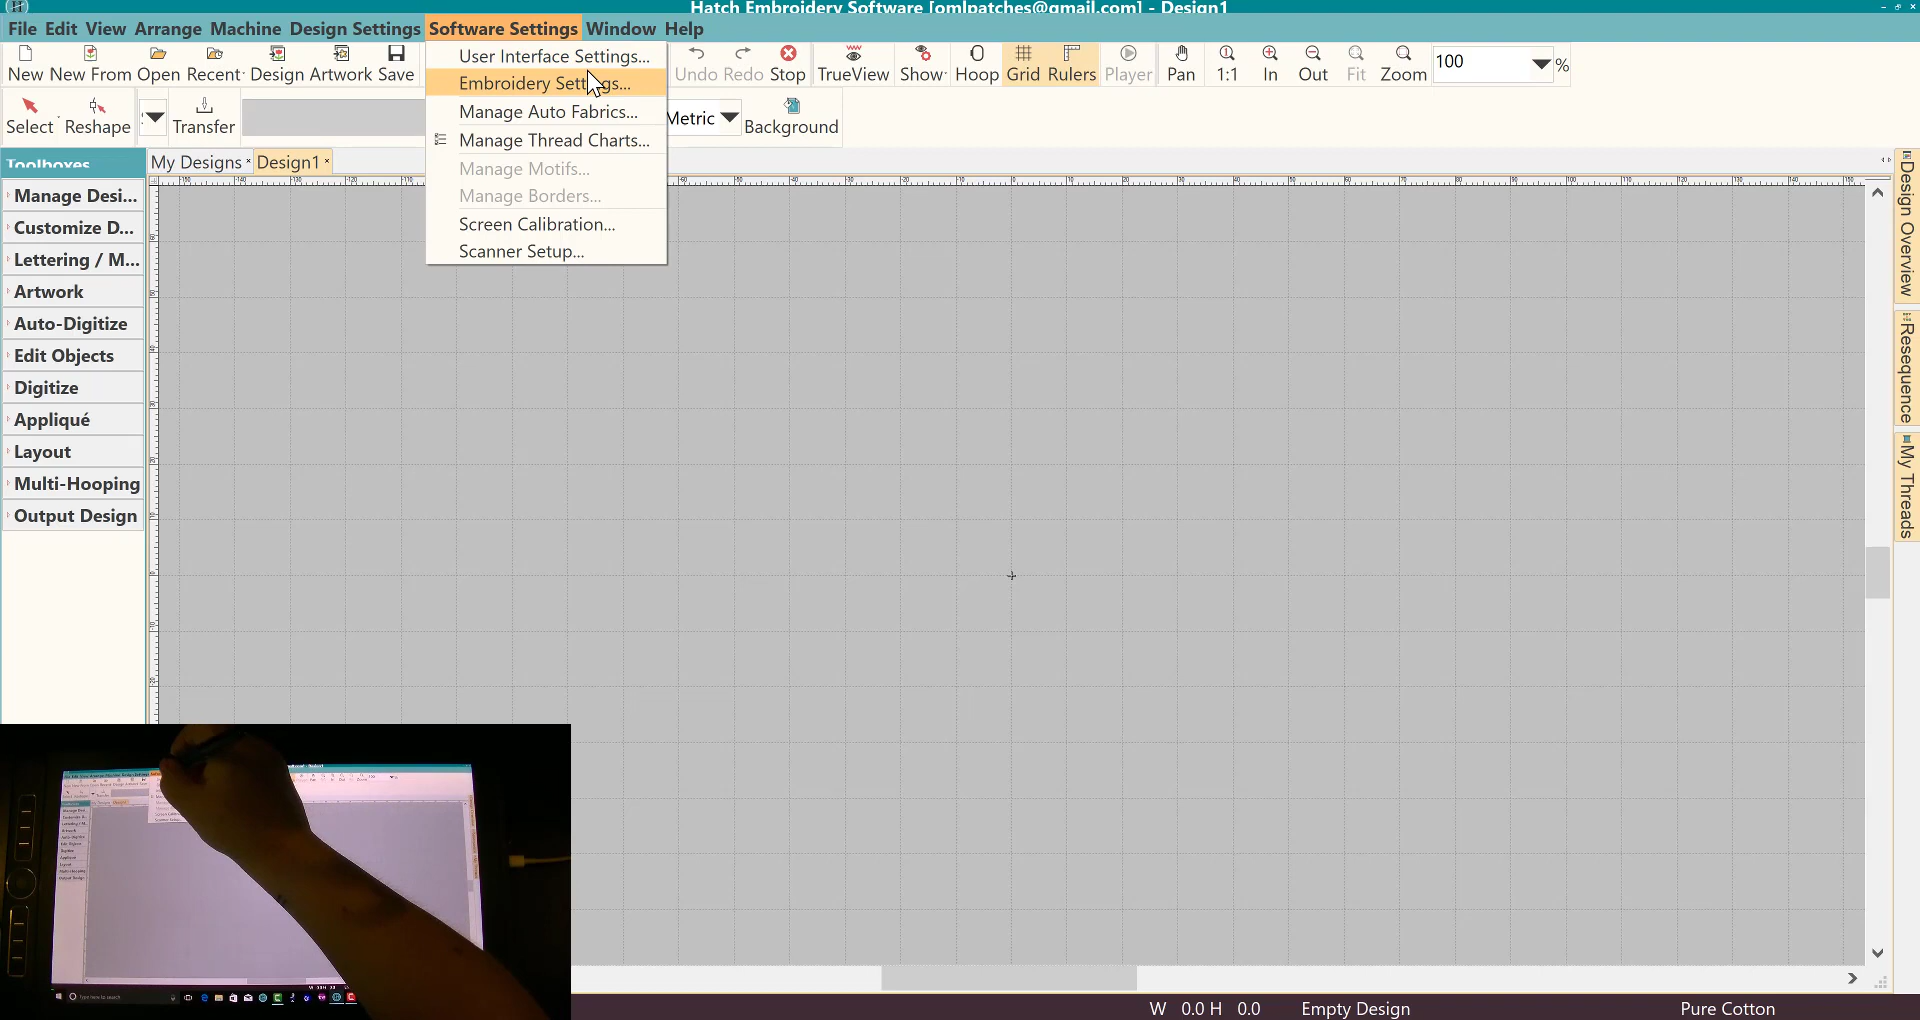 Hatch Embroidery Software [omlpatches@gmail.com] - Design1
File Edit View Arrange Machine Design Settings Software Settings Window Help
New New From Open Recent Design Artwork Save Undo Redo Stop TrueView Show Hoop Grid Rulers Player Pan 1:1 In Out Fit Zoom 100 %
Select Reshape Transfer Metric Background
User Interface Settings...
Embroidery Settings...
Manage Auto Fabrics...
Manage Thread Charts...
Manage Motifs...
Manage Borders...
Screen Calibration...
Scanner Setup...
Toolboxes
My Designs Design1
Manage Desi...
Customize D...
Lettering / M...
Artwork
Auto-Digitize
Edit Objects
Digitize
Appliqué
Layout
Multi-Hooping
Output Design
Design Overview
Resequence
My Threads
W 0.0 H 0.0 Empty Design Pure Cotton